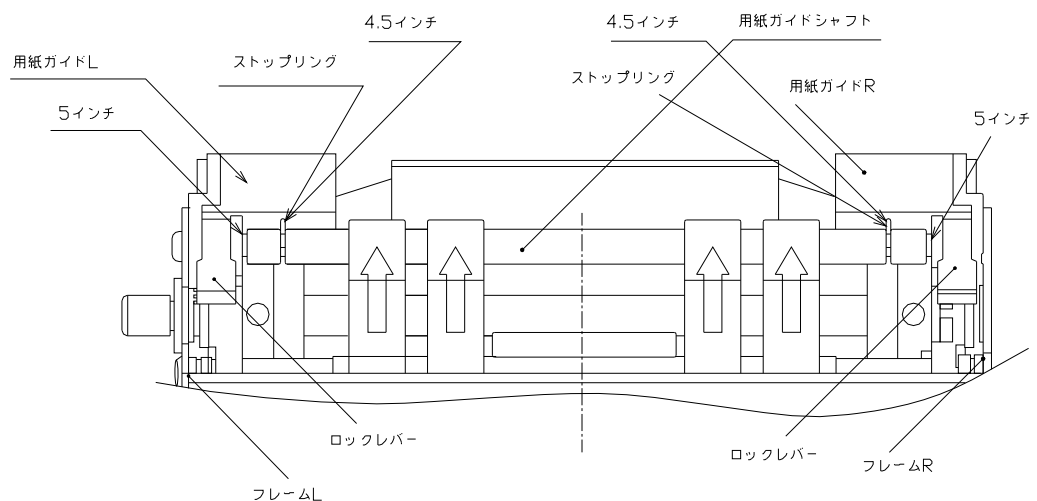 4.5インチ
4.5インチ
用紙ガイドシャフト
用紙ガイドL
ストップリング
ストップリング
用紙ガイドR
5インチ
5インチ
ロックレバー
ロックレバー
フレームR
フレームL